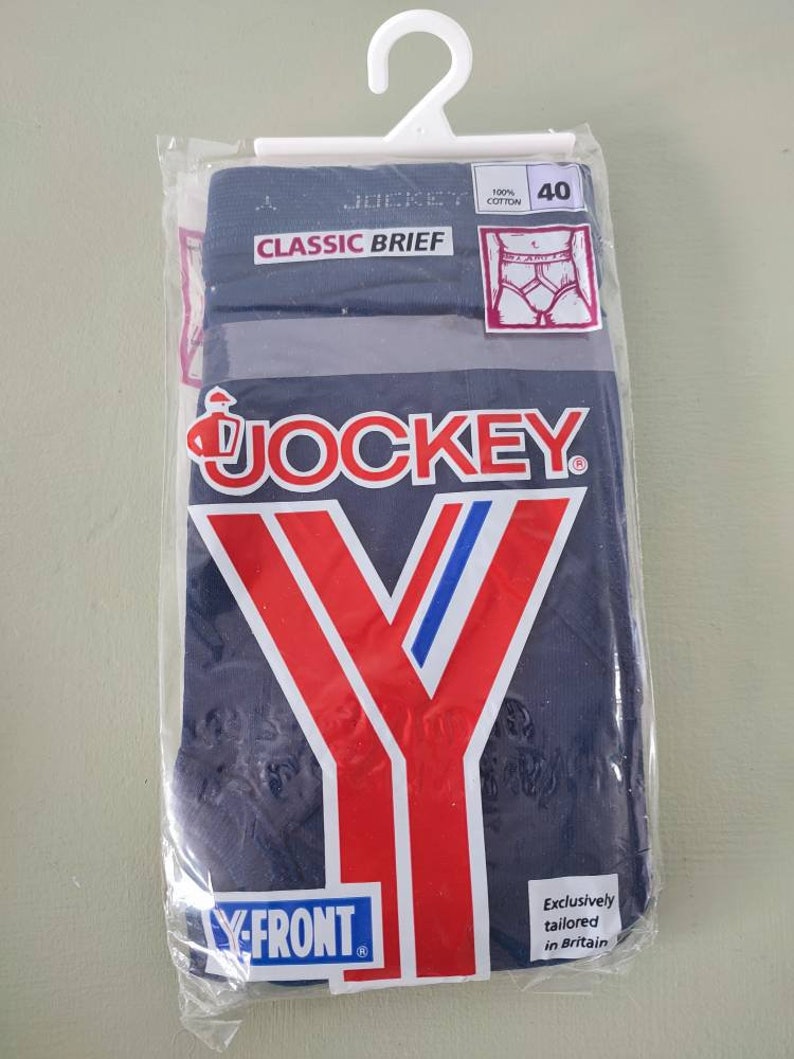 JOCKEY
100%
COTTON
40
CLASSIC BRIEF
JOCKEY®
Y
Y-FRONT®
Exclusively
tailored
in Britain